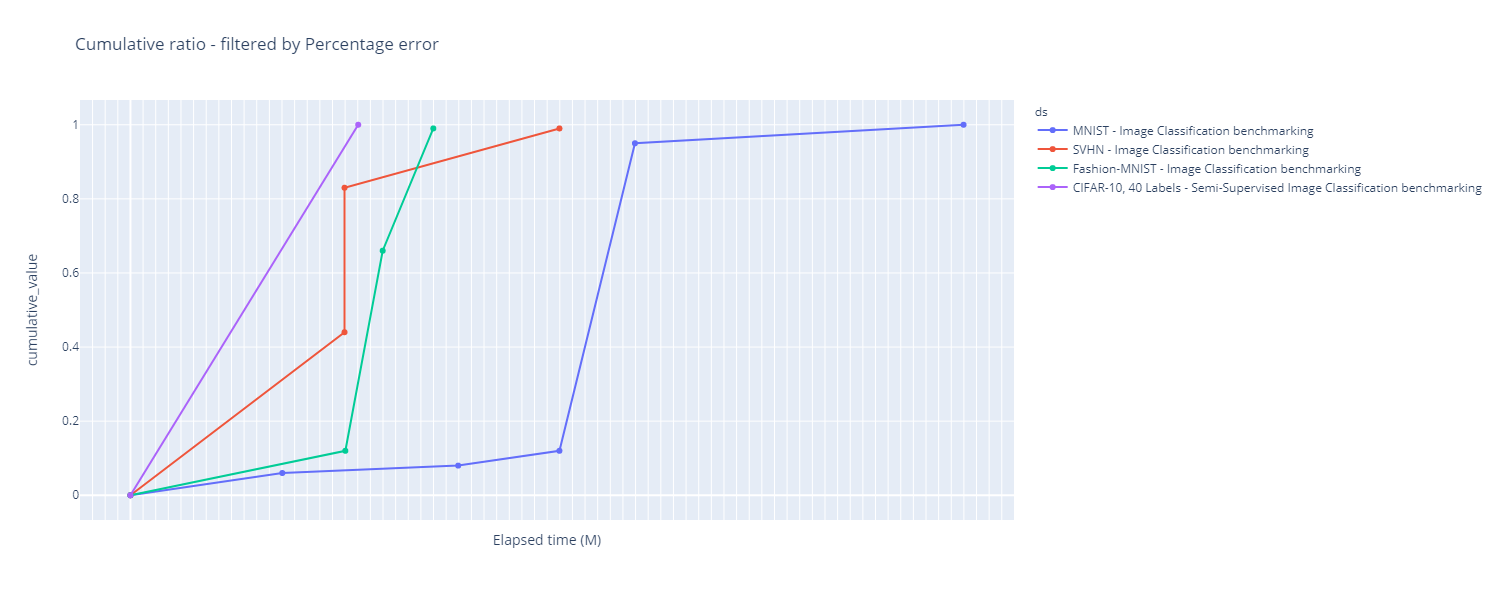 Cumulative ratio - filtered by Percentage error
ds
MNIST - Image Classification benchmarking
SVHN - Image Classification benchmarking
Fashion-MNIST - Image Classification benchmarking
CIFAR-10, 40 Labels - Semi-Supervised Image Classification benchmarking
1
0.8
0.6
0.4
0.2
0
cumulative_value
Elapsed time (M)